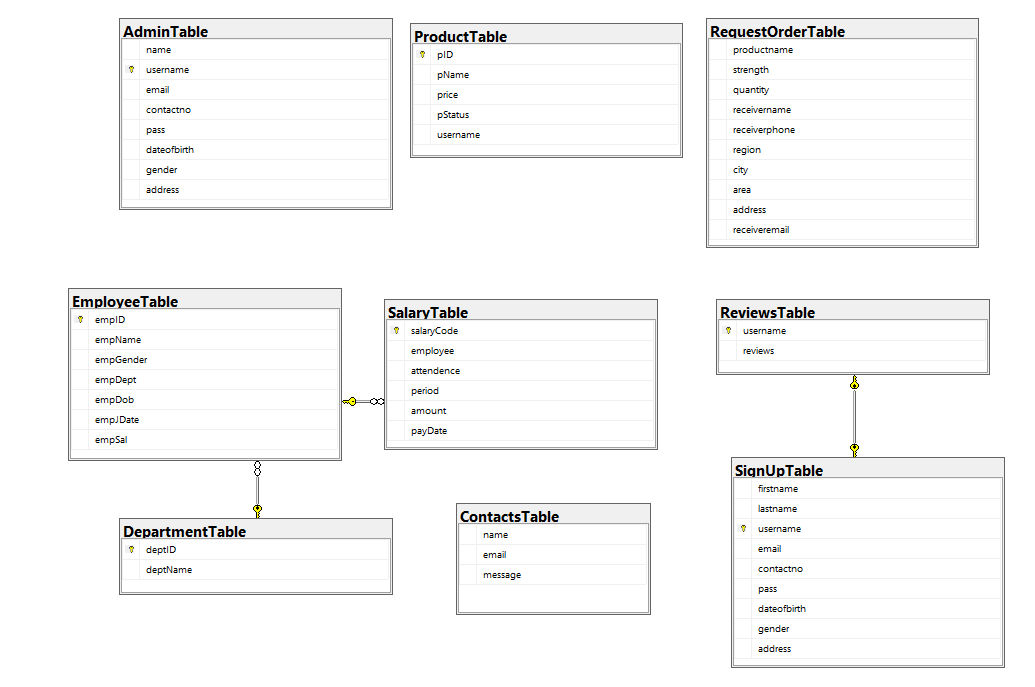 AdminTable
name
username
email
contactno
pass
dateofbirth
gender
address
ProductTable
pID
pName
price
pStatus
username
RequestOrderTable
productname
strength
quantity
receivername
receiverphone
region
city
area
address
receiveremail
EmployeeTable
empID
empName
empGender
empDept
empDob
empJDate
empSal
SalaryTable
salaryCode
employee
attendence
period
amount
payDate
ReviewsTable
username
reviews
DepartmentTable
deptID
deptName
ContactsTable
name
email
message
SignUpTable
firstname
lastname
username
email
contactno
pass
dateofbirth
gender
address